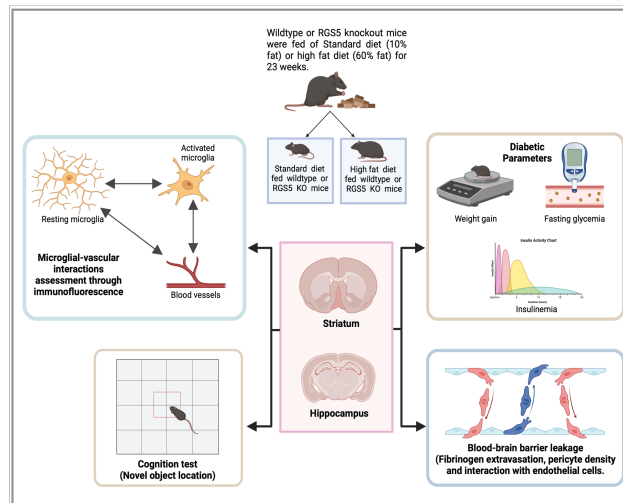 Wildtype or RGS5 knockout mice
were fed of Standard diet (10%
fat) or high fat diet (60% fat) for
23 weeks.
Standard diet
fed wildtype or
RGS5 KO mice
High fat diet
fed wildtype or
RGS5 KO mice
Activated
microglia
Resting microglia
Microglial-vascular
interactions
assessment through
immunofluorescence
Blood vessels
Diabetic
Parameters
Weight gain
Fasting glycemia
Insulin Activity Chart
Insulinemia
Striatum
Hippocampus
Cognition test
(Novel object location)
Blood-brain barrier leakage
(Fibrinogen extravasation, pericyte density
and interaction with endothelial cells.